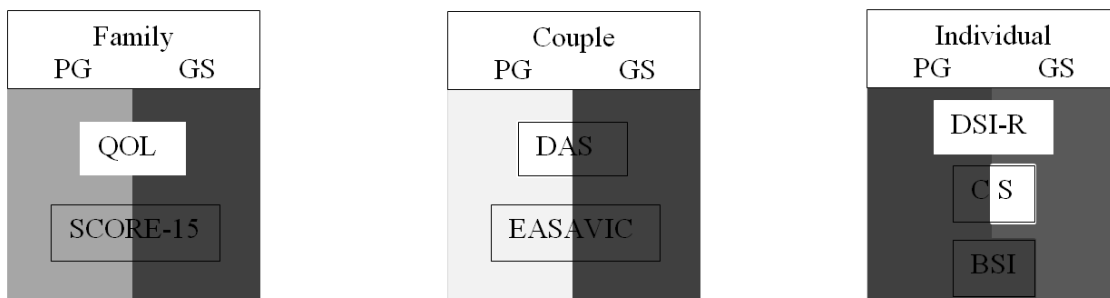 Family
PG GS
QOL
SCORE-15
Couple
PG GS
DAS
EASAVIC
Individual
PG GS
DSI-R
C S
BSI